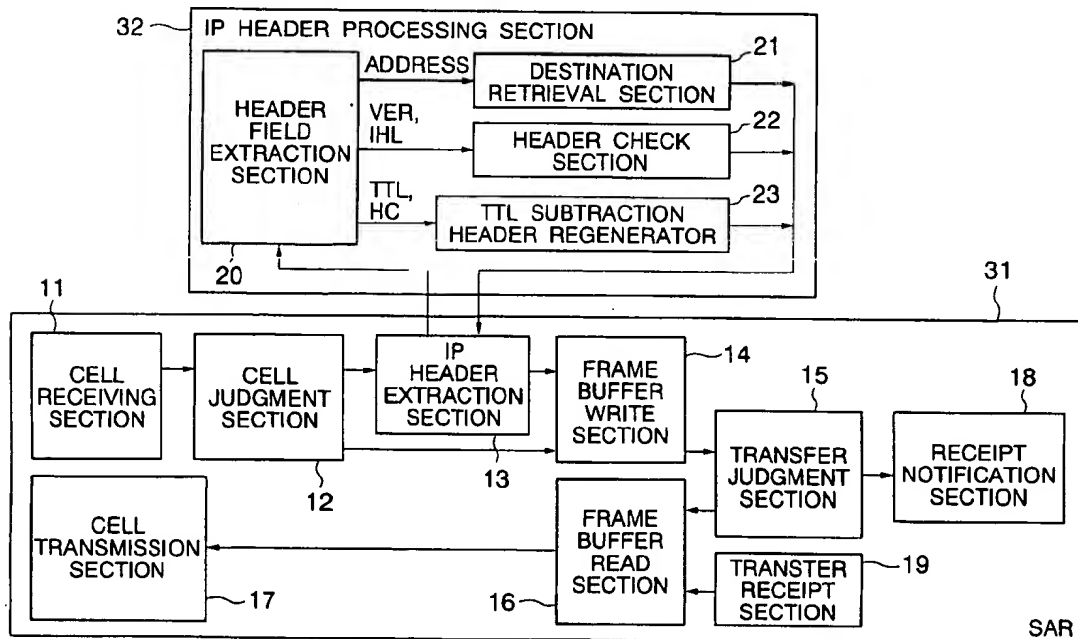 32
IP HEADER PROCESSING SECTION
HEADER
FIELD
EXTRACTION
SECTION
20
ADDRESS
VER,
IHL
TTL,
HC
21
DESTINATION
RETRIEVAL SECTION
22
HEADER CHECK
SECTION
23
TTL SUBTRACTION
HEADER REGENERATOR
31
11
CELL
RECEIVING
SECTION
CELL
JUDGMENT
SECTION
12
IP
HEADER
EXTRACTION
SECTION
13
14
FRAME
BUFFER
WRITE
SECTION
15
TRANSFER
JUDGMENT
SECTION
18
RECEIPT
NOTIFICATION
SECTION
CELL
TRANSMISSION
SECTION
17
FRAME
BUFFER
READ
SECTION
16
TRANSTER
RECEIPT
SECTION
19
SAR